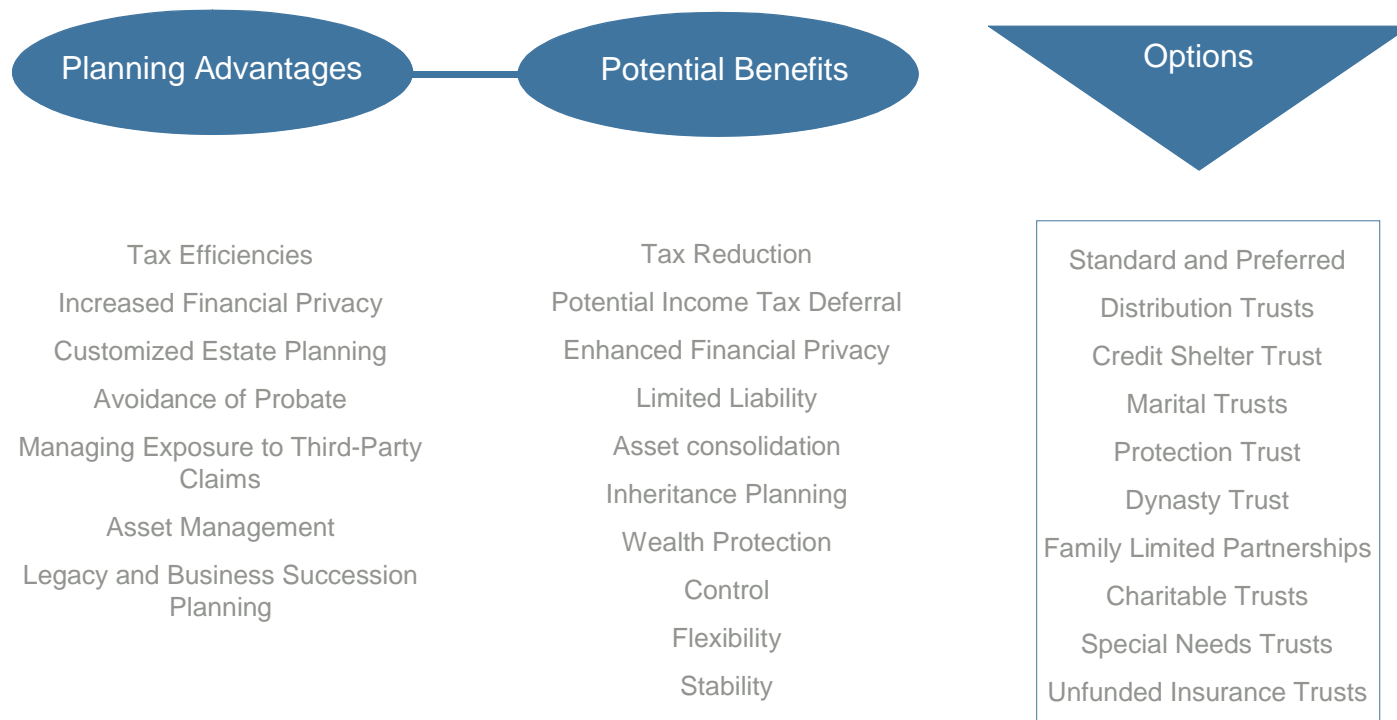 Planning Advantages
Tax Efficiencies
Increased Financial Privacy
Customized Estate Planning
Avoidance of Probate
Managing Exposure to Third-Party
Claims
Asset Management
Legacy and Business Succession
Planning
Potential Benefits
Tax Reduction
Potential Income Tax Deferral
Enhanced Financial Privacy
Limited Liability
Asset consolidation
Inheritance Planning
Wealth Protection
Control
Flexibility
Stability
Options
Standard and Preferred
Distribution Trusts
Credit Shelter Trust
Marital Trusts
Protection Trust
Dynasty Trust
Family Limited Partnerships
Charitable Trusts
Special Needs Trusts
Unfunded Insurance Trusts